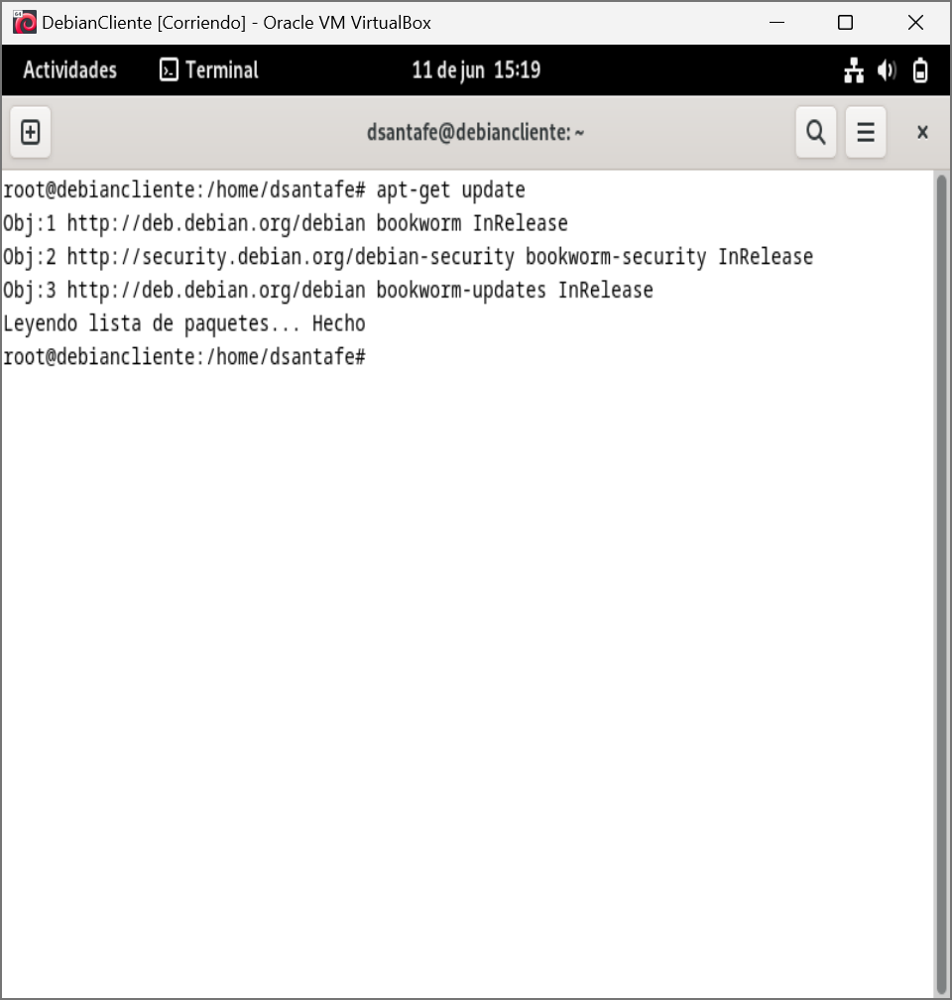 DebianCliente [Corriendo] - Oracle VM VirtualBox
Actividades Terminal 11 de jun 15:19
dsantafe@debiancliente: ~
root@debiancliente:/home/dsantafe# apt-get update
Obj:1 http://deb.debian.org/debian bookworm InRelease
Obj:2 http://security.debian.org/debian-security bookworm-security InRelease
Obj:3 http://deb.debian.org/debian bookworm-updates InRelease
Leyendo lista de paquetes... Hecho
root@debiancliente:/home/dsantafe#